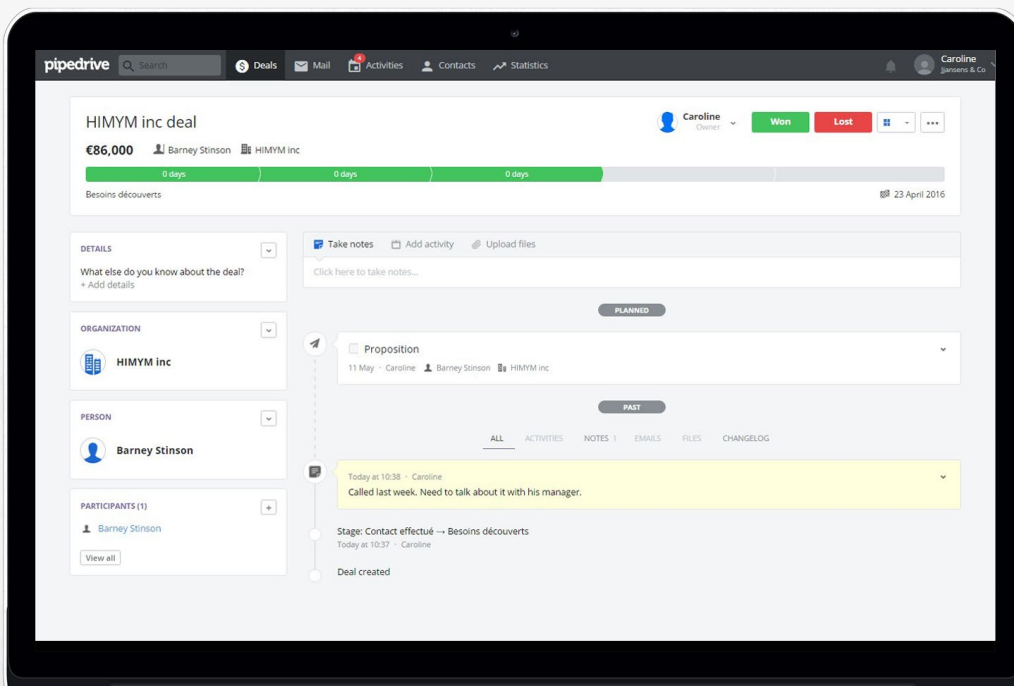 pipedrive
Search
Deals
Mail
4
Activities
Contacts
Statistics
Caroline
Jjansens & Co
HIMYM inc deal
Caroline
Owner
Won
Lost
€86,000
Barney Stinson
HIMYM inc
0 days
0 days
0 days
Besoins découverts
23 April 2016
DETAILS
What else do you know about the deal?
+ Add details
ORGANIZATION
HIMYM inc
PERSON
Barney Stinson
PARTICIPANTS (1)
+
Barney Stinson
View all
Take notes
Add activity
Upload files
Click here to take notes...
PLANNED
Proposition
11 May · Caroline Barney Stinson HIMYM inc
PAST
ALL
ACTIVITIES
NOTES 1
EMAILS
FILES
CHANGELOG
Today at 10:38 · Caroline
Called last week. Need to talk about it with his manager.
Stage: Contact effectué → Besoins découverts
Today at 10:37 · Caroline
Deal created